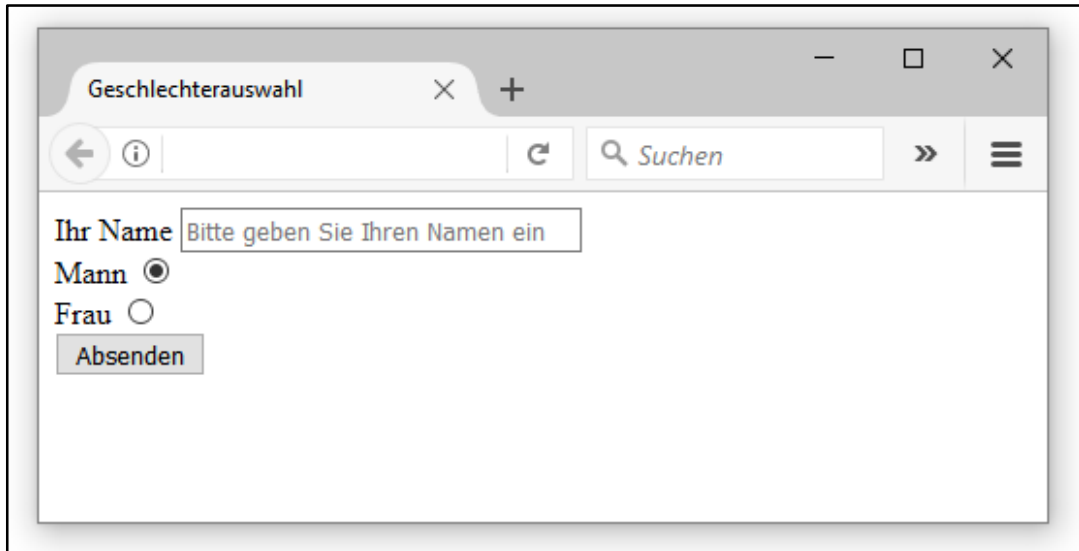 Geschlechterauswahl
Suchen
Ihr Name Bitte geben Sie Ihren Namen ein
Mann
Frau
Absenden